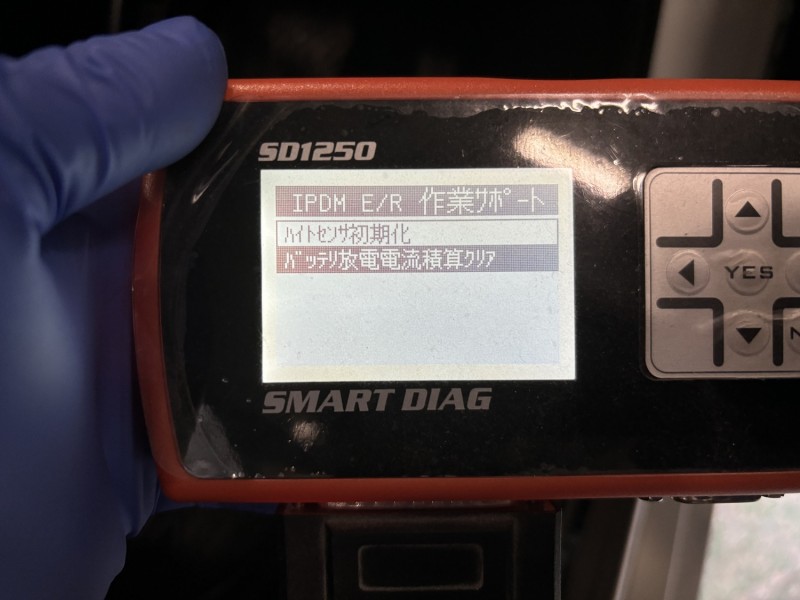 SD1250
IPDM E/R 作業ｻﾎﾟｰﾄ
ﾊｲﾄｾﾝｻ初期化
ﾊﾞｯﾃﾘ放電電流積算ｸﾘｱ
YES
SMART DIAG